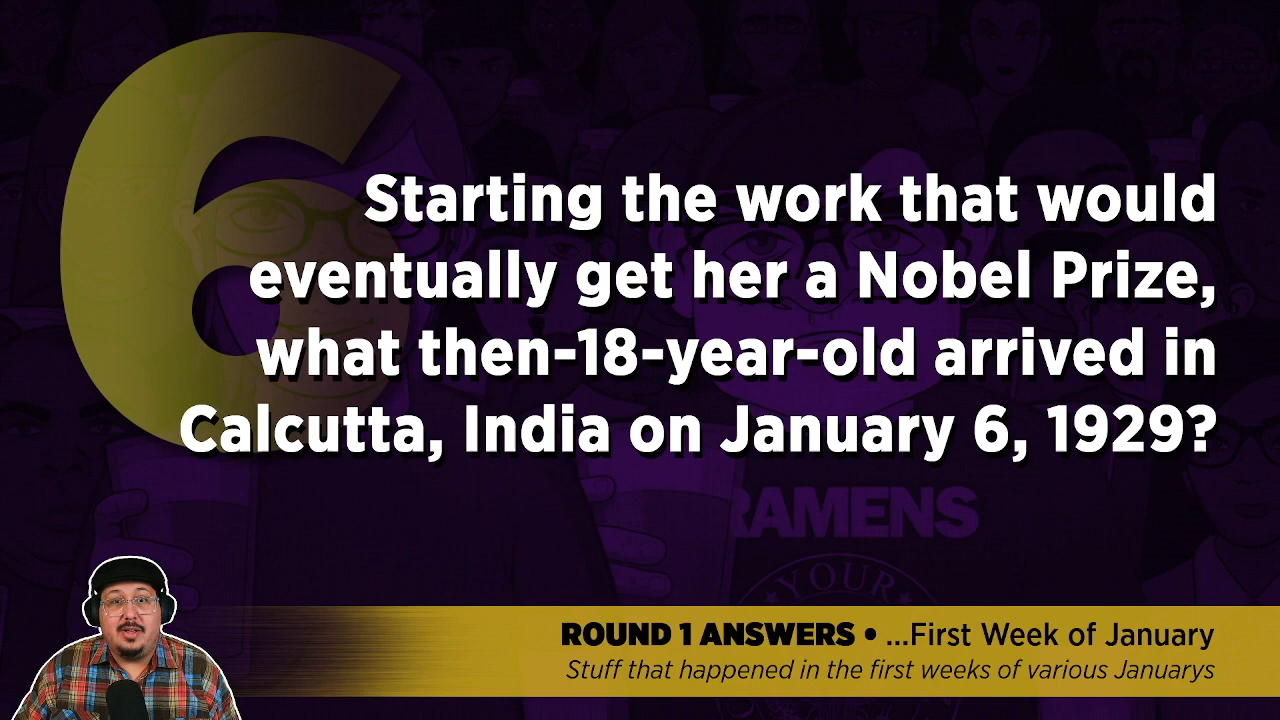 6
Starting the work that would
eventually get her a Nobel Prize,
what then-18-year-old arrived in
Calcutta, India on January 6, 1929?
RAMENS
YOUR
ROUND 1 ANSWERS • ...First Week of January
Stuff that happened in the first weeks of various Januarys